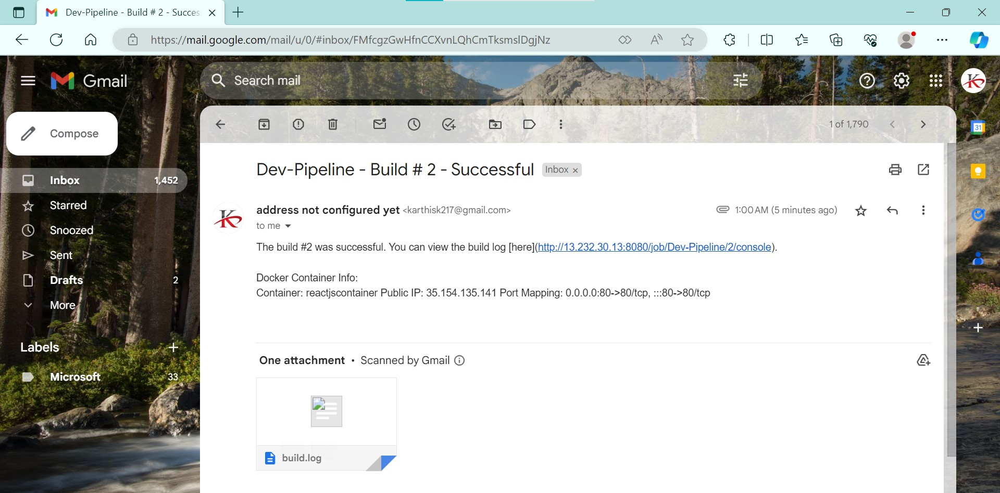 Dev-Pipeline - Build # 2 - Succes
https://mail.google.com/mail/u/0/#inbox/FMfcgzGwHfnCCXvnLQhCmTksmslDgjNz
Gmail
Search mail
Compose
1 of 1,790
31
Inbox 1,452
Starred
Snoozed
Sent
Drafts 2
More
Labels
Microsoft 33
Dev-Pipeline - Build # 2 - Successful Inbox ×
address not configured yet <karthisk217@gmail.com> 1:00 AM (5 minutes ago)
to me
The build #2 was successful. You can view the build log [here](http://13.232.30.13:8080/job/Dev-Pipeline/2/console).
Docker Container Info:
Container: reactjscontainer Public IP: 35.154.135.141 Port Mapping: 0.0.0.0:80->80/tcp, :::80->80/tcp
One attachment • Scanned by Gmail
build.log